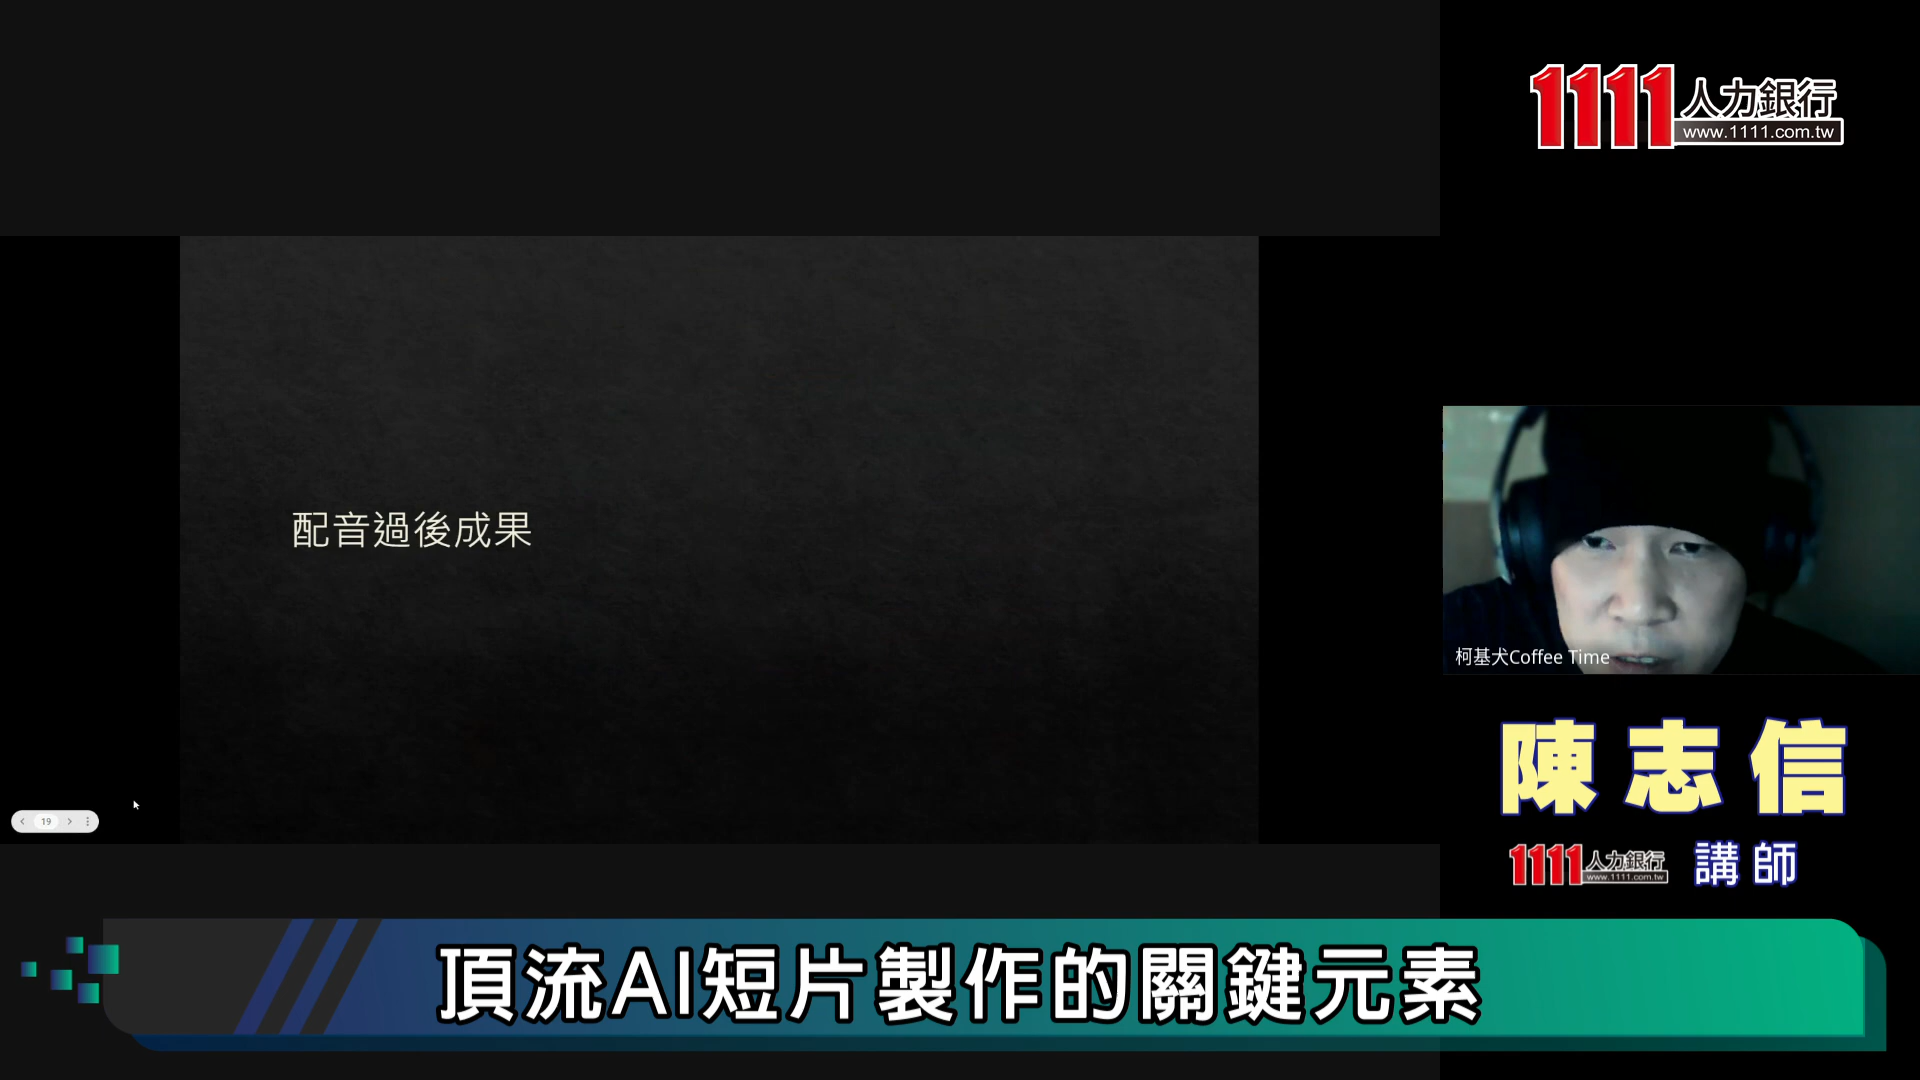 1111人力銀行
www.1111.com.tw
配音過後成果
柯基犬Coffee Time
陳志信
1111人力銀行
www.1111.com.tw
講師
19
頂流AI短片製作的關鍵元素